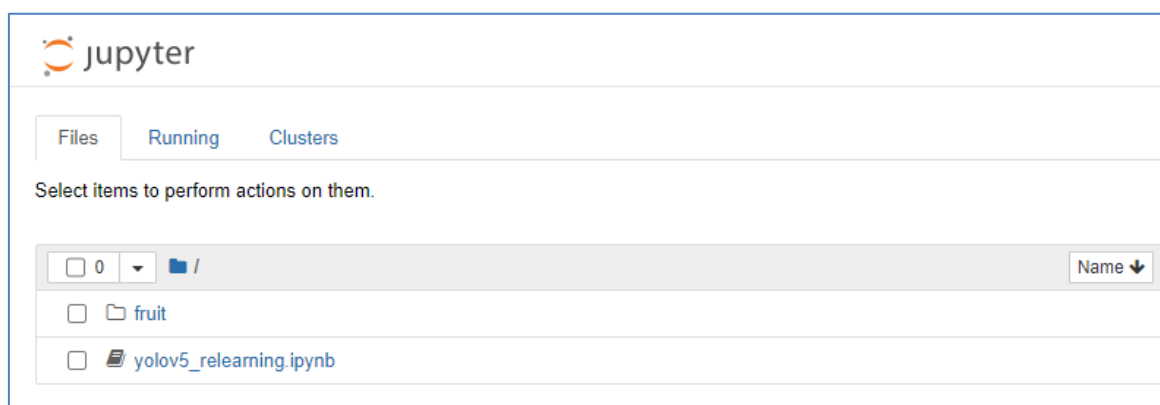 jupyter
Files Running Clusters
Select items to perform actions on them.
0 / Name
fruit
yolov5_relearning.ipynb